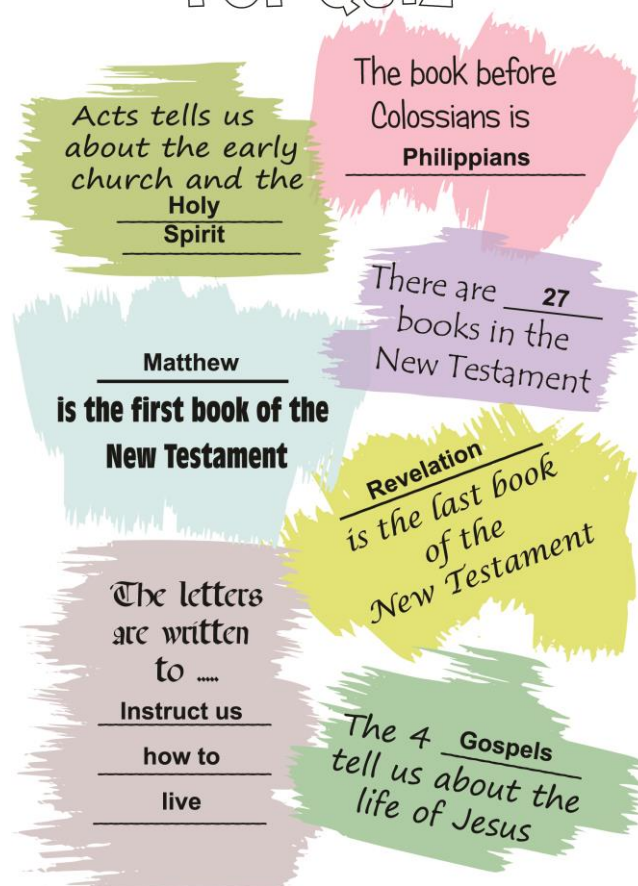 POP QUIZ
Acts tells us
about the early
church and the
Holy
Spirit
The book before
Colossians is
Philippians
There are 27
books in the
New Testament
Matthew
is the first book of the
New Testament
Revelation
is the last book
of the
New Testament
The letters
are written
to .....
Instruct us
how to
live
The 4 Gospels
tell us about the
life of Jesus